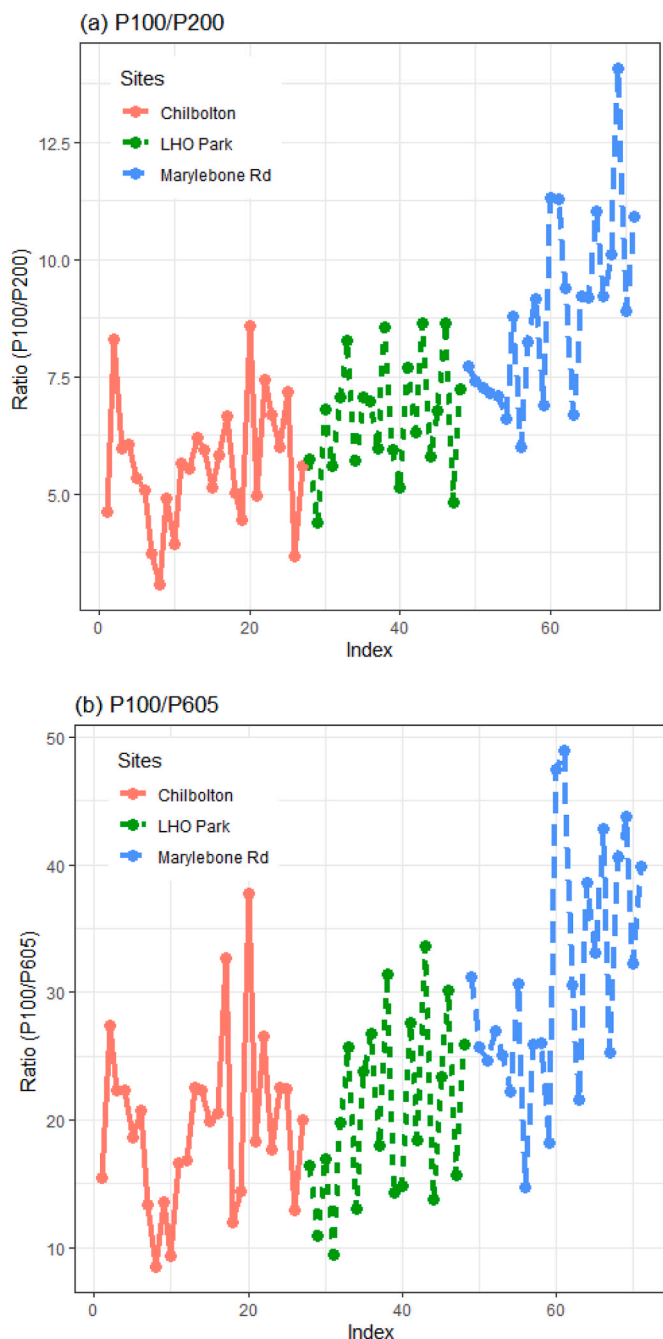 (a) P100/P200
Sites
Chilbolton
LHO Park
Marylebone Rd
12.5
10.0
7.5
5.0
Ratio (P100/P200)
0 20 40 60
Index
(b) P100/P605
Sites
Chilbolton
LHO Park
Marylebone Rd
50
40
30
20
10
Ratio (P100/P605)
0 20 40 60
Index